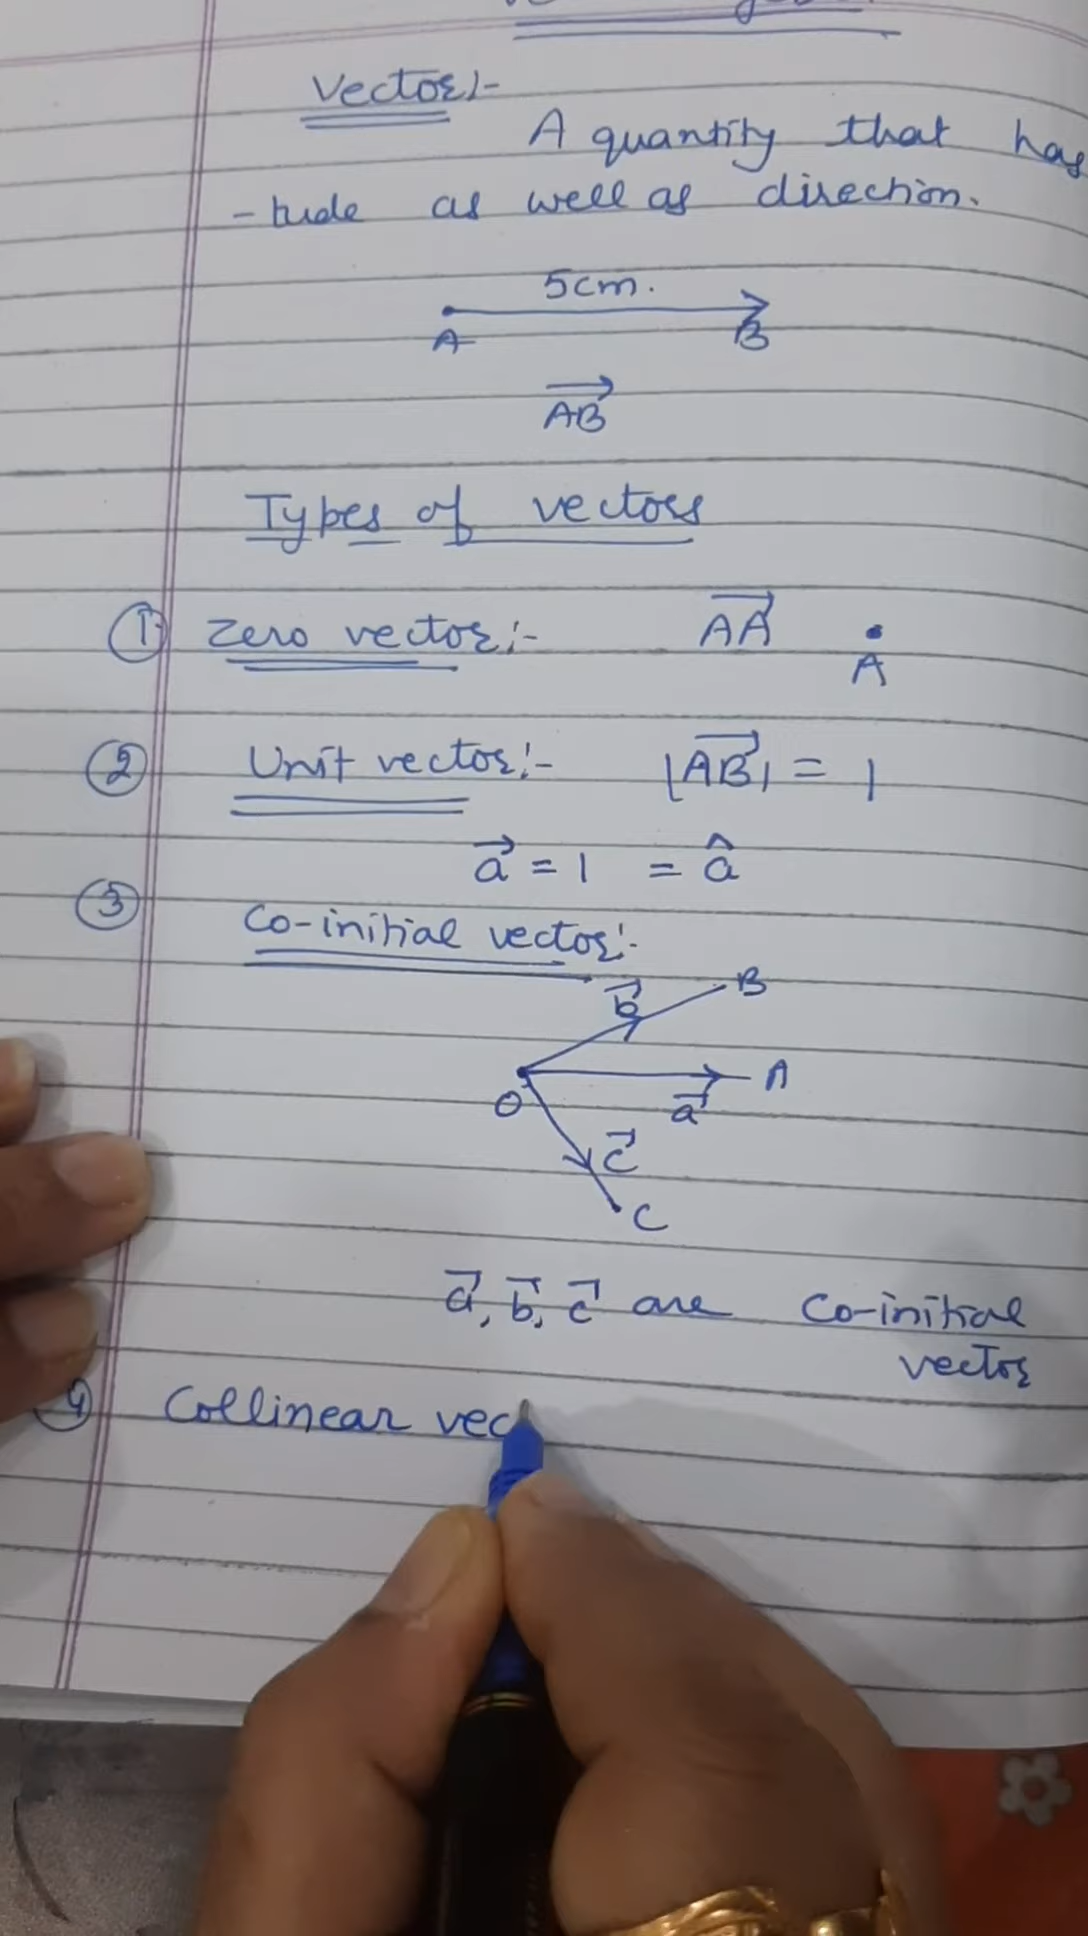 Vector:-
A quantity that has
-tude as well as direction.
5cm.
A B
AB
Types of vectors
① Zero vector:- AA A
② Unit vector:- |AB| = 1
a = 1 = â
③ Co-initial vector:-
b B
O a A
c
C
a, b, c are co-initial
vector
④ Collinear vec